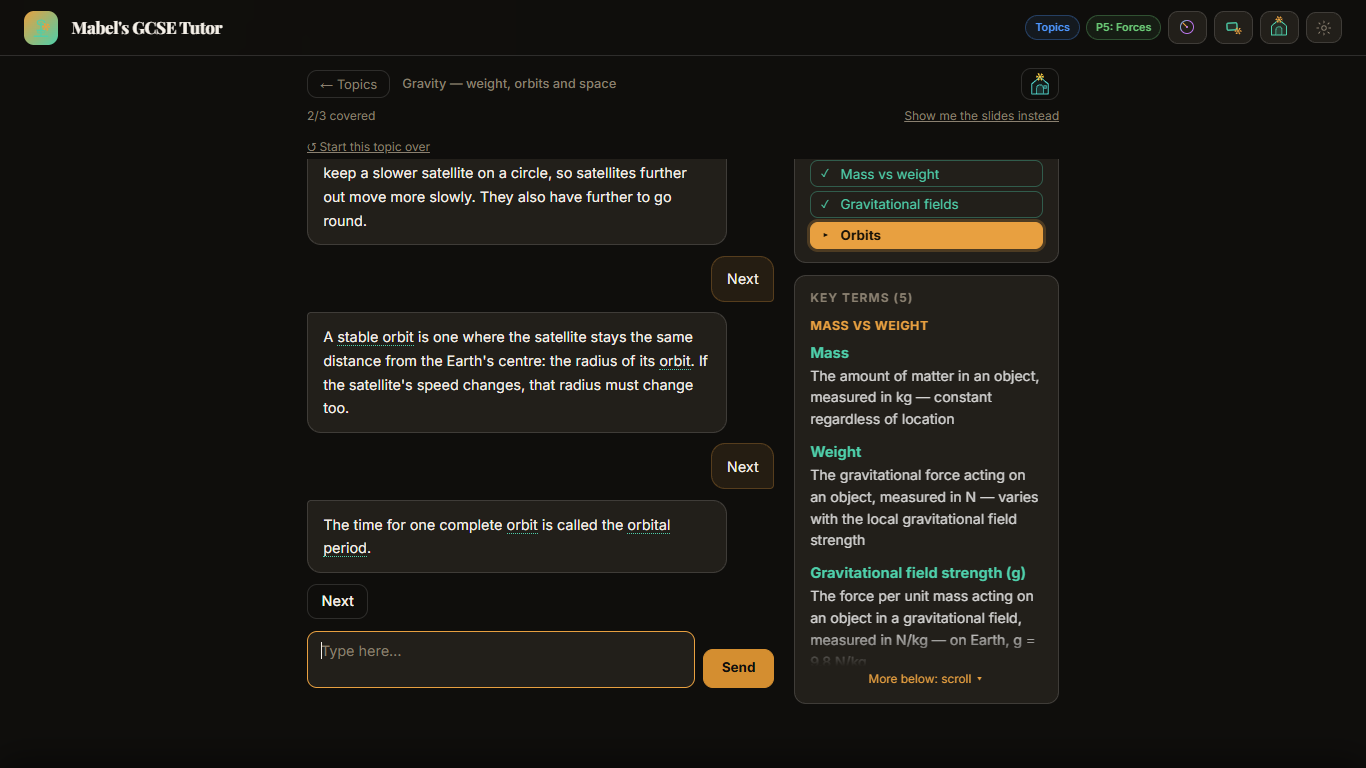 Mabel's GCSE Tutor
Topics
P5: Forces
← Topics
Gravity — weight, orbits and space
2/3 covered
Show me the slides instead
↺ Start this topic over
keep a slower satellite on a circle, so satellites further
out move more slowly. They also have further to go
round.
Next
A stable orbit is one where the satellite stays the same
distance from the Earth's centre: the radius of its orbit. If
the satellite's speed changes, that radius must change
too.
Next
The time for one complete orbit is called the orbital
period.
Next
Type here...
Send
✓ Mass vs weight
✓ Gravitational fields
▸ Orbits
KEY TERMS (5)
MASS VS WEIGHT
Mass
The amount of matter in an object,
measured in kg — constant
regardless of location
Weight
The gravitational force acting on
an object, measured in N — varies
with the local gravitational field
strength
Gravitational field strength (g)
The force per unit mass acting on
an object in a gravitational field,
measured in N/kg — on Earth, g =
9.8 N/kg
More below: scroll ▾